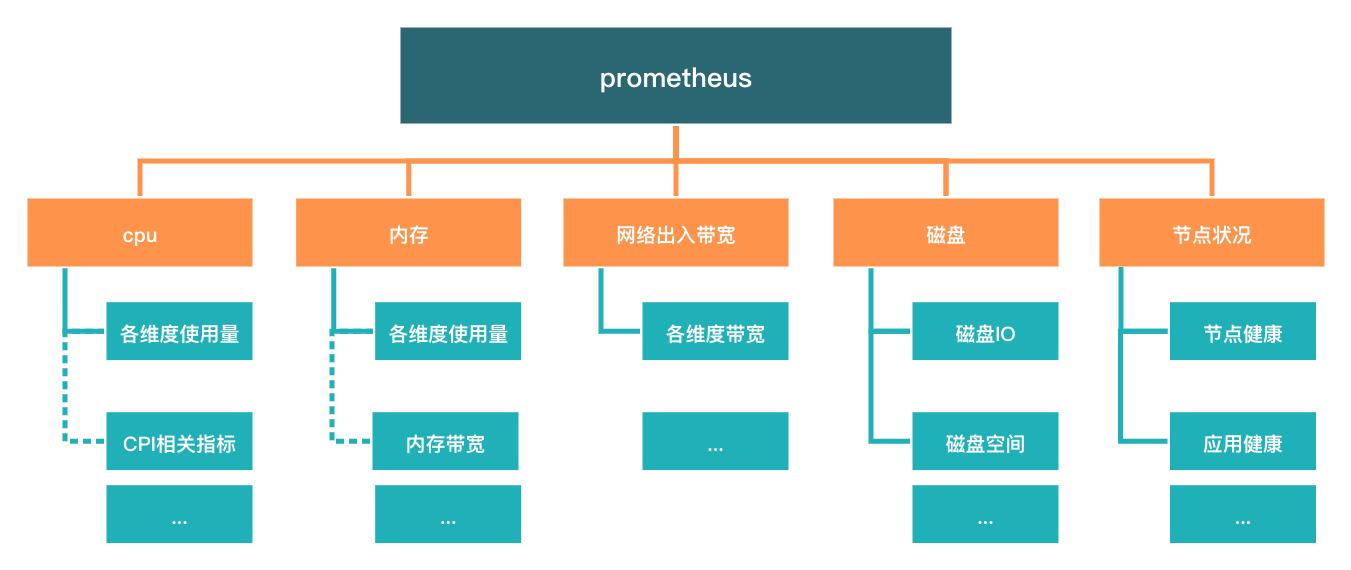 prometheus
cpu
内存
网络出入带宽
磁盘
节点状况
各维度使用量
各维度使用量
各维度带宽
磁盘IO
节点健康
CPI相关指标
内存带宽
...
磁盘空间
应用健康
...
...
...
...